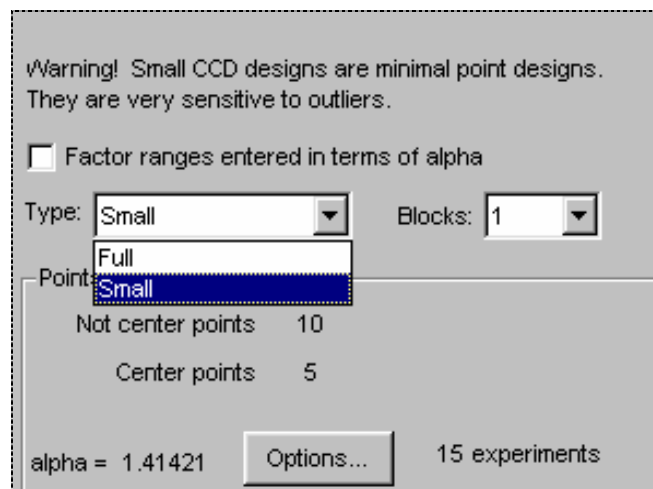 Warning! Small CCD designs are minimal point designs.
They are very sensitive to outliers.
Factor ranges entered in terms of alpha
Type: Small Blocks: 1
Full
Small
Not center points 10
Center points 5
alpha = 1.41421 Options... 15 experiments